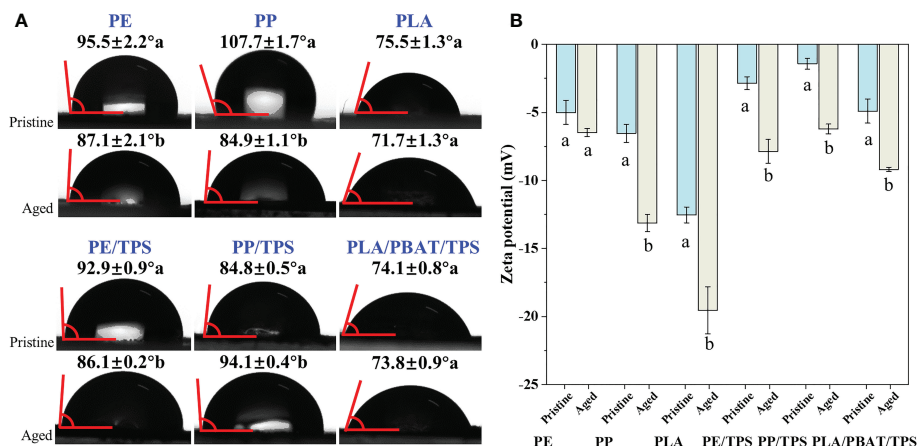 A
PE PP PLA
95.5±2.2°a 107.7±1.7°a 75.5±1.3°a
Pristine
87.1±2.1°b 84.9±1.1°b 71.7±1.3°a
Aged
PE/TPS PP/TPS PLA/PBAT/TPS
92.9±0.9°a 84.8±0.5°a 74.1±0.8°a
Pristine
86.1±0.2°b 94.1±0.4°b 73.8±0.9°a
Aged
B
Zeta potential (mV)
0
-5
-10
-15
-20
-25
a a a b a b a b a b a b
Pristine Aged Pristine Aged Pristine Aged Pristine Aged Pristine Aged Pristine Aged
PE PP PLA PE/TPS PP/TPS PLA/PBAT/TPS